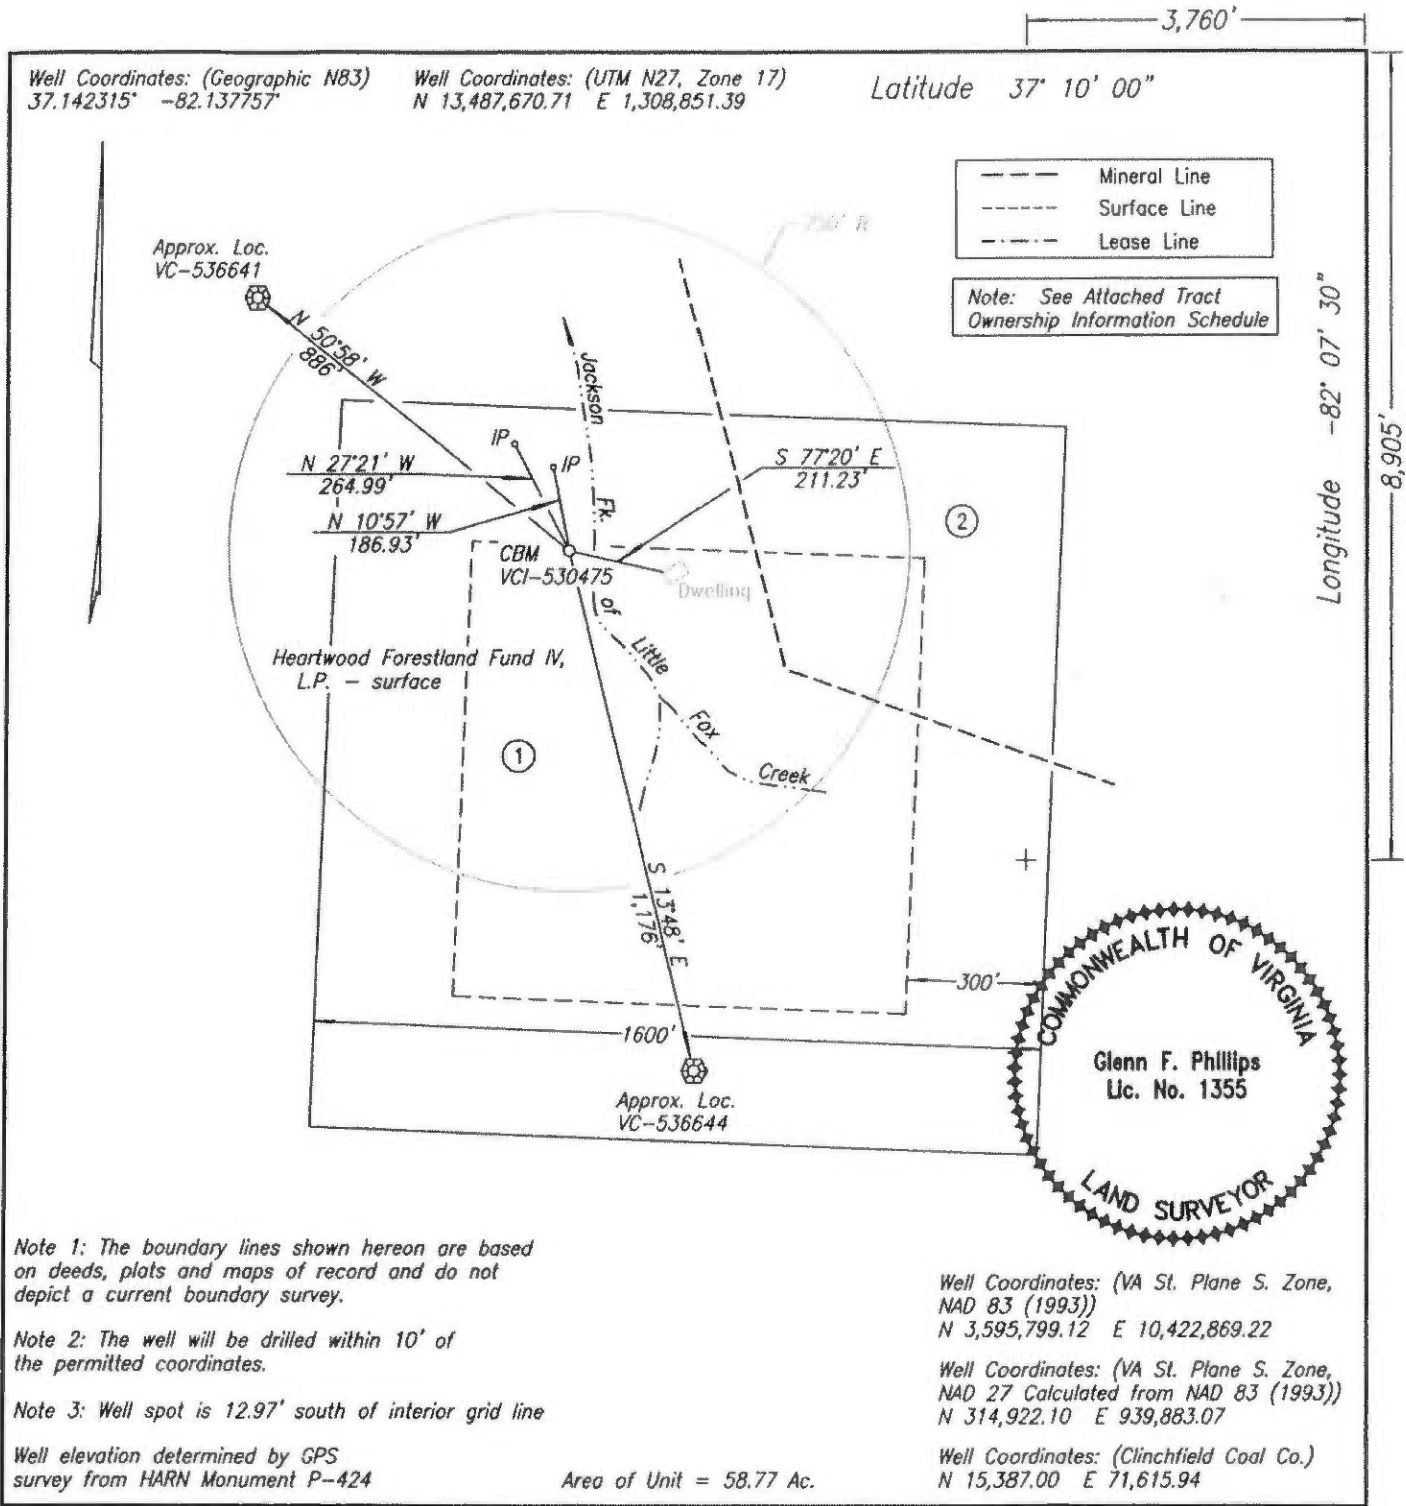 3,760'
Well Coordinates: (Geographic N83)
37.142315° -82.137757°
Well Coordinates: (UTM N27, Zone 17)
N 13,487,670.71 E 1,308,851.39
Latitude 37° 10' 00"
Mineral Line
Surface Line
Lease Line
Note: See Attached Tract
Ownership Information Schedule
Longitude -82° 07' 30"
8,905'
750' R
Approx. Loc.
VC-536641
N 50°58' W
886'
Jackson
Fk.
of
Little
Fox
Creek
IP
IP
N 27°21' W
264.99'
N 10°57' W
186.93'
S 77°20' E
211.23'
2
CBM
VCI-530475
Dwelling
Heartwood Forestland Fund IV,
L.P. - surface
1
S 13°48' E
1,176'
300'
1600'
Approx. Loc.
VC-536644
COMMONWEALTH OF VIRGINIA
Glenn F. Phillips
Lic. No. 1355
LAND SURVEYOR
Note 1: The boundary lines shown hereon are based
on deeds, plats and maps of record and do not
depict a current boundary survey.
Note 2: The well will be drilled within 10' of
the permitted coordinates.
Note 3: Well spot is 12.97' south of interior grid line
Well elevation determined by GPS
survey from HARN Monument P-424
Area of Unit = 58.77 Ac.
Well Coordinates: (VA St. Plane S. Zone,
NAD 83 (1993))
N 3,595,799.12 E 10,422,869.22
Well Coordinates: (VA St. Plane S. Zone,
NAD 27 Calculated from NAD 83 (1993))
N 314,922.10 E 939,883.07
Well Coordinates: (Clinchfield Coal Co.)
N 15,387.00 E 71,615.94